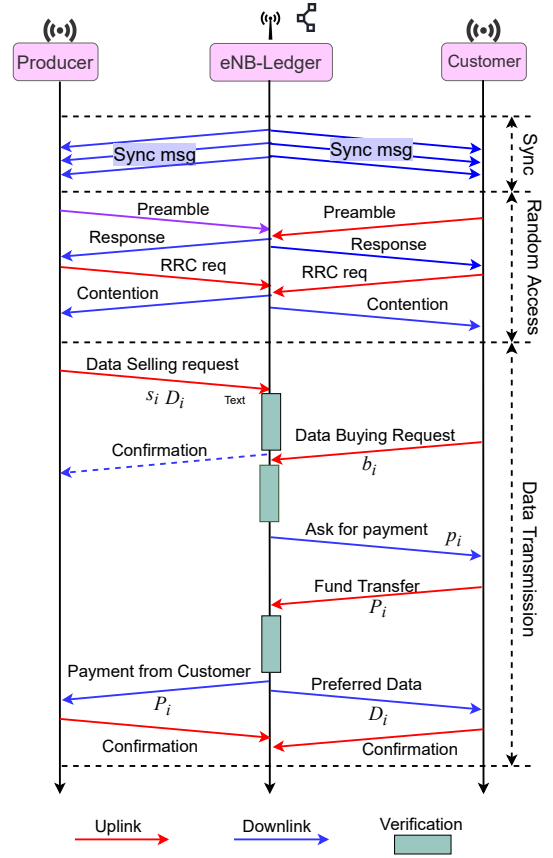 Producer
eNB-Ledger
Customer
Sync msg
Sync msg
Sync
Preamble
Preamble
Response
Response
RRC req
RRC req
Contention
Contention
Random Access
Data Selling request
s_i D_i
Text
Data Buying Request
b_i
Confirmation
Ask for payment
p_i
Fund Transfer
P_i
Payment from Customer
P_i
Preferred Data
D_i
Confirmation
Confirmation
Data Transmission
Uplink
Downlink
Verification